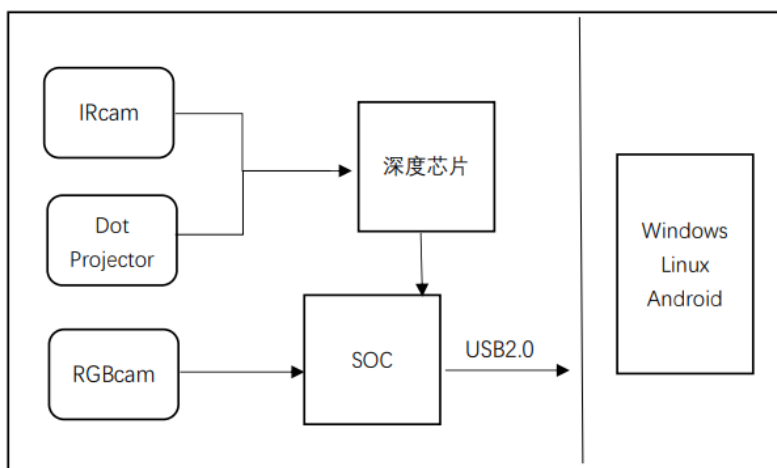 IRcam
深度芯片
Dot
Projector
Windows
Linux
Android
USB2.0
SOC
RGBcam